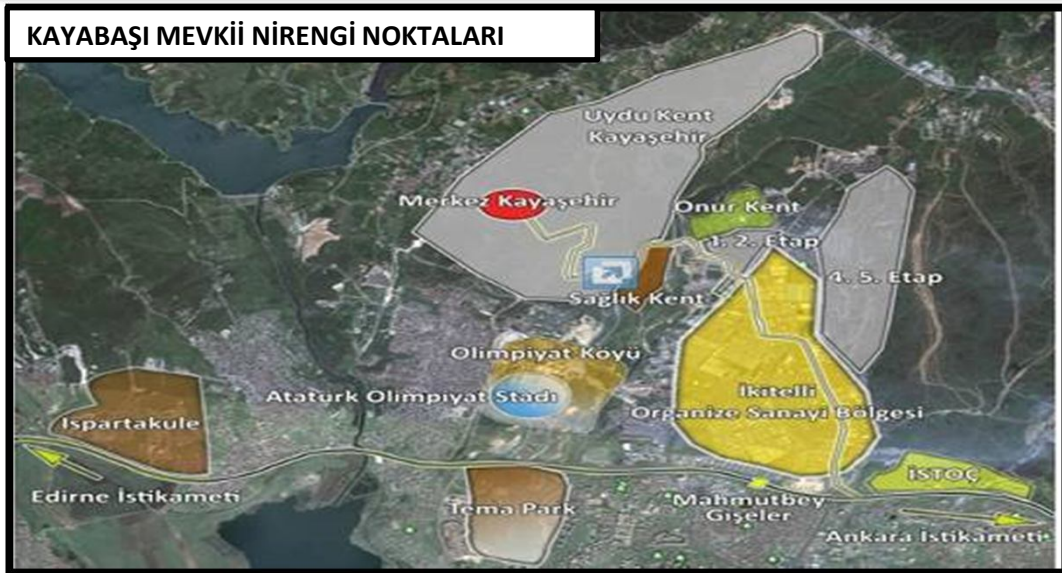 KAYABAŞI MEVKİİ NİRENGİ NOKTALARI
Uydu Kent
Kayaşehir
Merkez Kayaşehir
Onur Kent
1. 2. Etap
4. 5. Etap
Sağlık Kent
Olimpiyat Köyü
Atatürk Olimpiyat Stadı
İkitelli
Organize Sanayi Bölgesi
Ispartakule
İSTOÇ
Edirne İstikameti
Tema Park
Mahmutbey
Gişeler
Ankara İstikameti